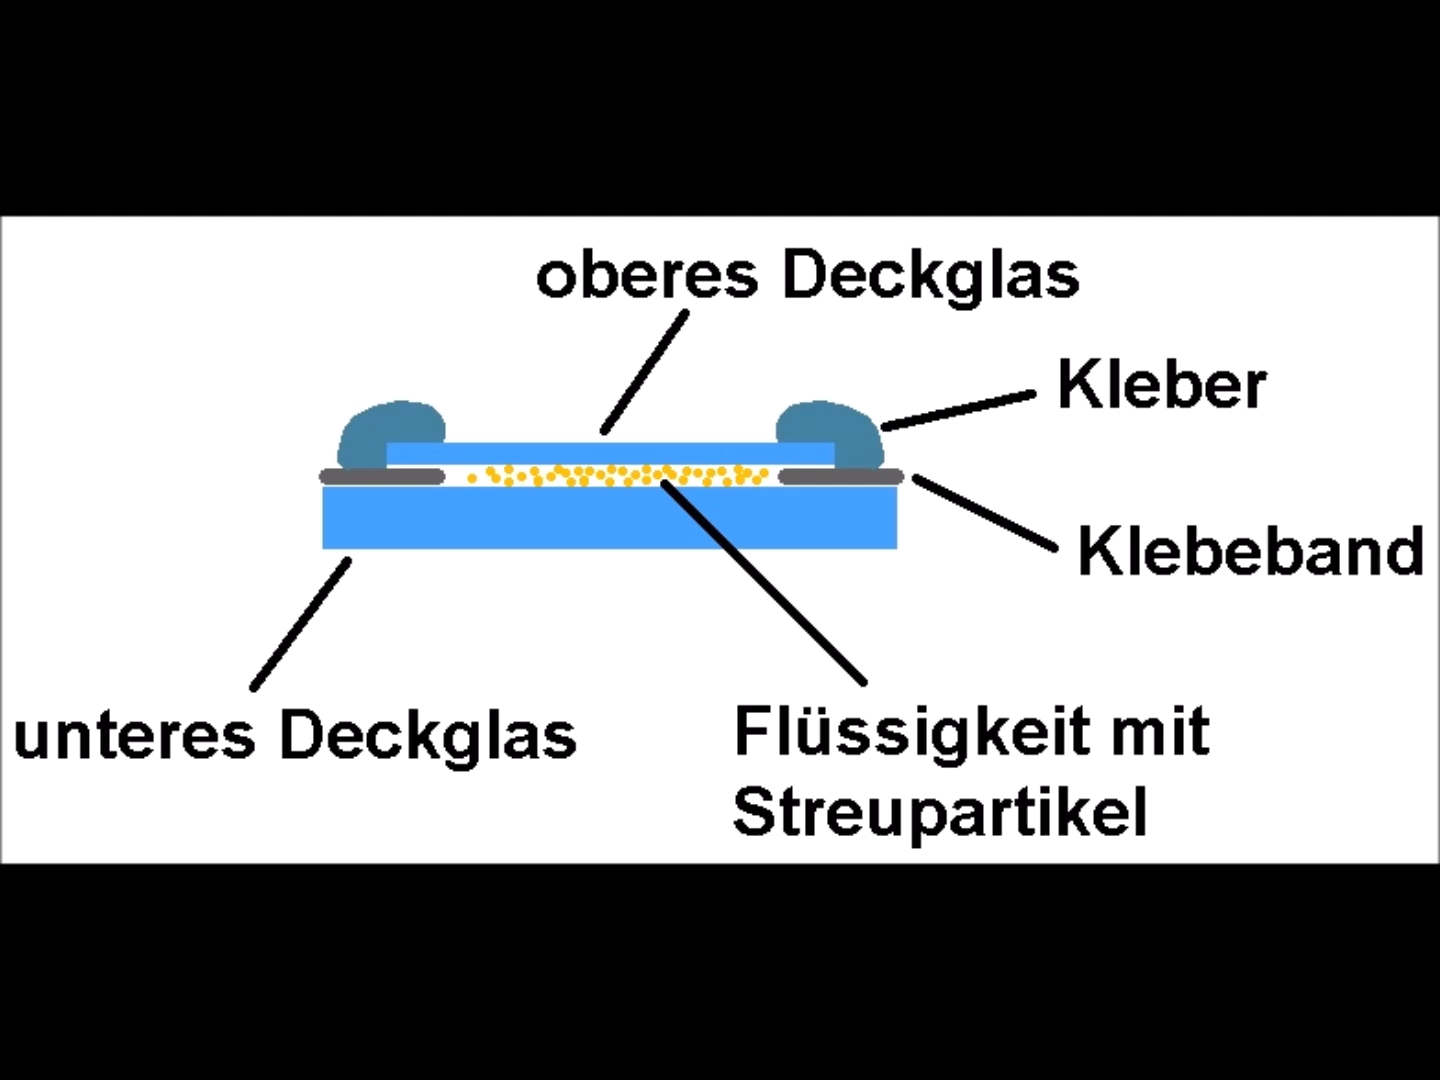 oberes Deckglas
Kleber
Klebeband
unteres Deckglas
Flüssigkeit mit
Streupartikel